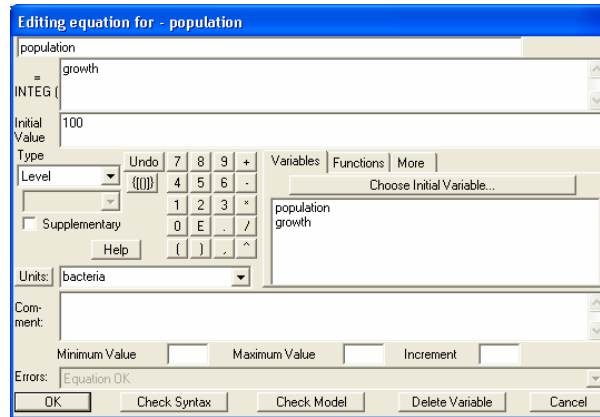 Editing equation for - population
population
= INTEG (
growth
Initial Value
100
Type
Undo 7 8 9 +
Variables Functions More
Level
{[()]} 4 5 6 -
Choose Initial Variable...
1 2 3 *
population
Supplementary
0 E . /
growth
Help
( ) , ^
Units: bacteria
Com-
ment:
Minimum Value Maximum Value Increment
Errors: Equation OK
OK Check Syntax Check Model Delete Variable Cancel